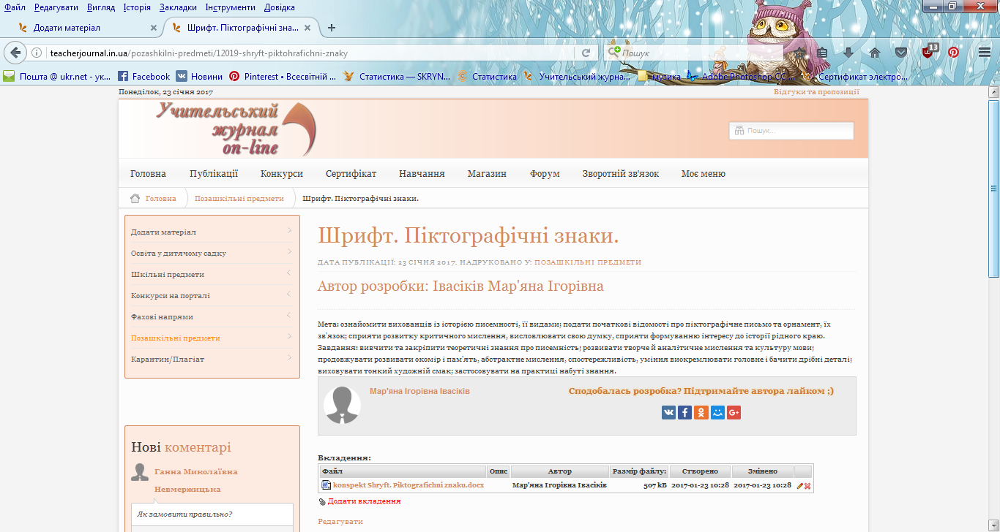 Файл Редагувати Вигляд Історія Закладки Інструменти Довідка
Додати матеріал
Шрифт. Піктографічні зна...
teacherjournal.in.ua/pozashkilni-predmeti/12019-shryft-piktohrafichni-znaky
Пошук
13
Пошта @ ukr.net - ук... Facebook Новини Pinterest • Всесвітній ... Статистика — SKRYN... Статистика Учительський журна... музика Adobe Photoshop CC ... Сертификат электро...
Понеділок, 23 січня 2017
Відгуки та пропозиції
Учительський
журнал
on-line
Пошук...
Головна Публікації Конкурси Сертифікат Навчання Магазин Форум Зворотній зв'язок Моє меню
Головна Позашкільні предмети Шрифт. Піктографічні знаки.
Додати матеріал
Освіта у дитячому садку
Шкільні предмети
Конкурси на порталі
Фахові напрями
Позашкільні предмети
Карантин/Плагіат
Нові коментарі
Ганна Миколаївна
Невмержицька
Як замовити правильно?
Шрифт. Піктографічні знаки.
ДАТА ПУБЛІКАЦІЇ: 23 СІЧНЯ 2017. НАДРУКОВАНО У: ПОЗАШКІЛЬНІ ПРЕДМЕТИ
Автор розробки: Івасіків Мар'яна Ігорівна
Мета: ознайомити вихованців із історією писемності, її видами; подати початкові відомості про піктографічне письмо та орнамент, їх
зв'язок; сприяти розвитку критичного мислення, висловлювати свою думку, сприяти формуванню інтересу до історії рідного краю.
Завдання: вивчити та закріпити теоретичні знання про писемність; розвивати творче й аналітичне мислення та культуру мови;
продовжувати розвивати окомір і пам'ять, абстрактне мислення, спостережливість, уміння виокремлювати головне і бачити дрібні деталі;
виховувати тонкий художній смак; застосовувати на практиці набуті знання.
Мар'яна Ігорівна Івасіків
Сподобалась розробка? Підтримайте автора лайком ;)
Вкладення:
Файл Опис Автор Размір файлу: Створено Змінено
konspekt Shryft. Piktografichni znaku.docx Мар'яна Ігорівна Івасіків 507 kB 2017-01-23 10:28 2017-01-23 10:28
Додати вкладення
Редагувати